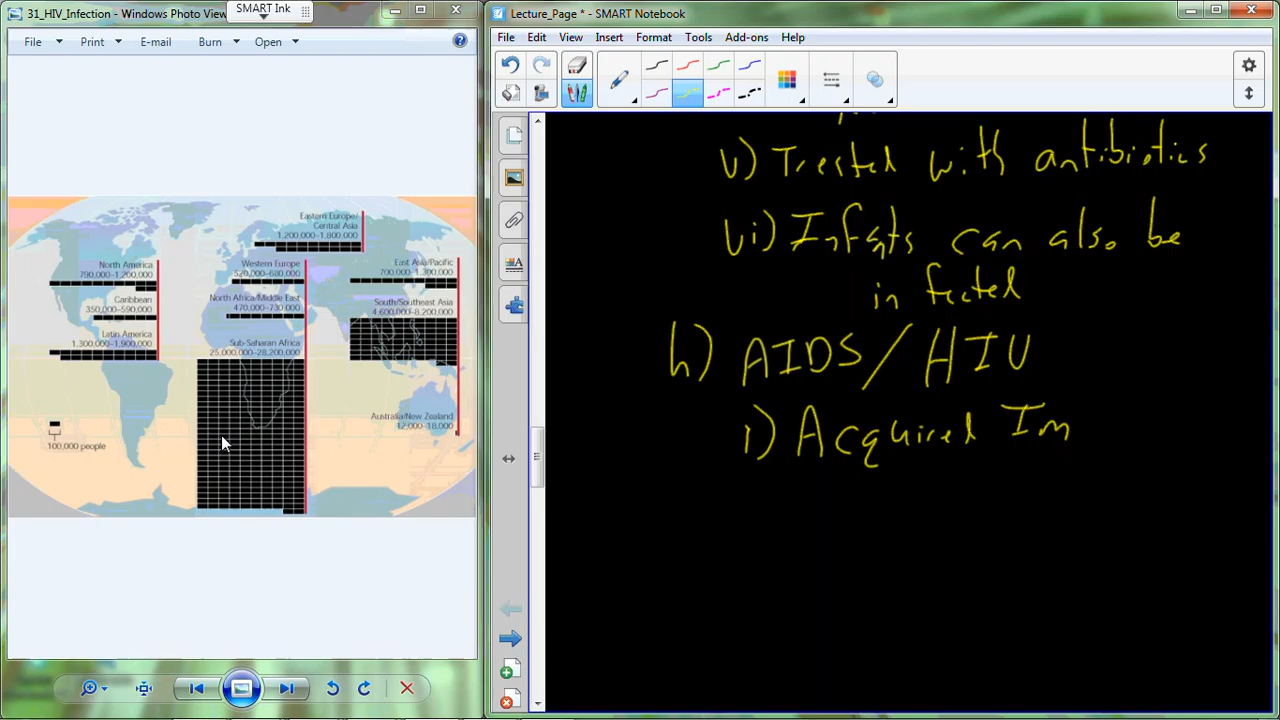 31_HIV_Infection - Windows Photo View
SMART Ink
File
Print
E-mail
Burn
Open
Eastern Europe/
Central Asia
1,200,000–1,800,000
North America
790,000–1,200,000
Western Europe
520,000–680,000
East Asia/Pacific
700,000–1,300,000
Caribbean
350,000–590,000
North Africa/Middle East
470,000–730,000
South/Southeast Asia
4,600,000–8,200,000
Latin America
1,300,000–1,900,000
Sub-Saharan Africa
25,000,000–28,200,000
Australia/New Zealand
12,000–18,000
100,000 people
Lecture_Page * - SMART Notebook
File Edit View Insert Format Tools Add-ons Help
v) Treated with antibiotics
vi) Infants can also be
infected
h) AIDS/HIV
i) Acquired Im